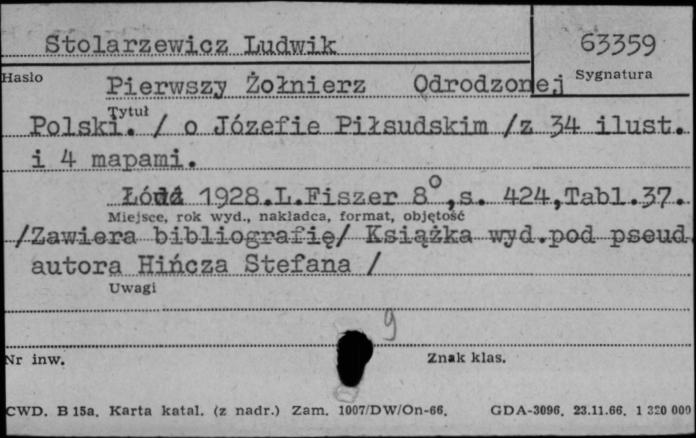 Stolarzewicz Ludwik
63359
Hasło
Sygnatura
Pierwszy Żołnierz Odrodzonej
Tytuł
Polski. / o Józefie Piłsudskim /z 34 ilust.
i 4 mapami.
Łódź 1928.L.Fiszer 8°,s. 424,Tabl.37.
Miejsce, rok wyd., nakładca, format, objętość
/Zawiera bibliografię/ Książka wyd.pod pseud
autora Hińcza Stefana /
Uwagi
9
Nr inw.
Znak klas.
CWD. B 15a. Karta katal. (z nadr.) Zam. 1007/DW/On-66. GDA-3096. 23.11.66. 1 320 000